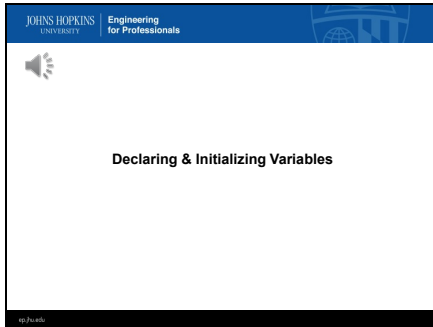 JOHNS HOPKINS
UNIVERSITY
Engineering
for Professionals
Declaring & Initializing Variables
ep.jhu.edu